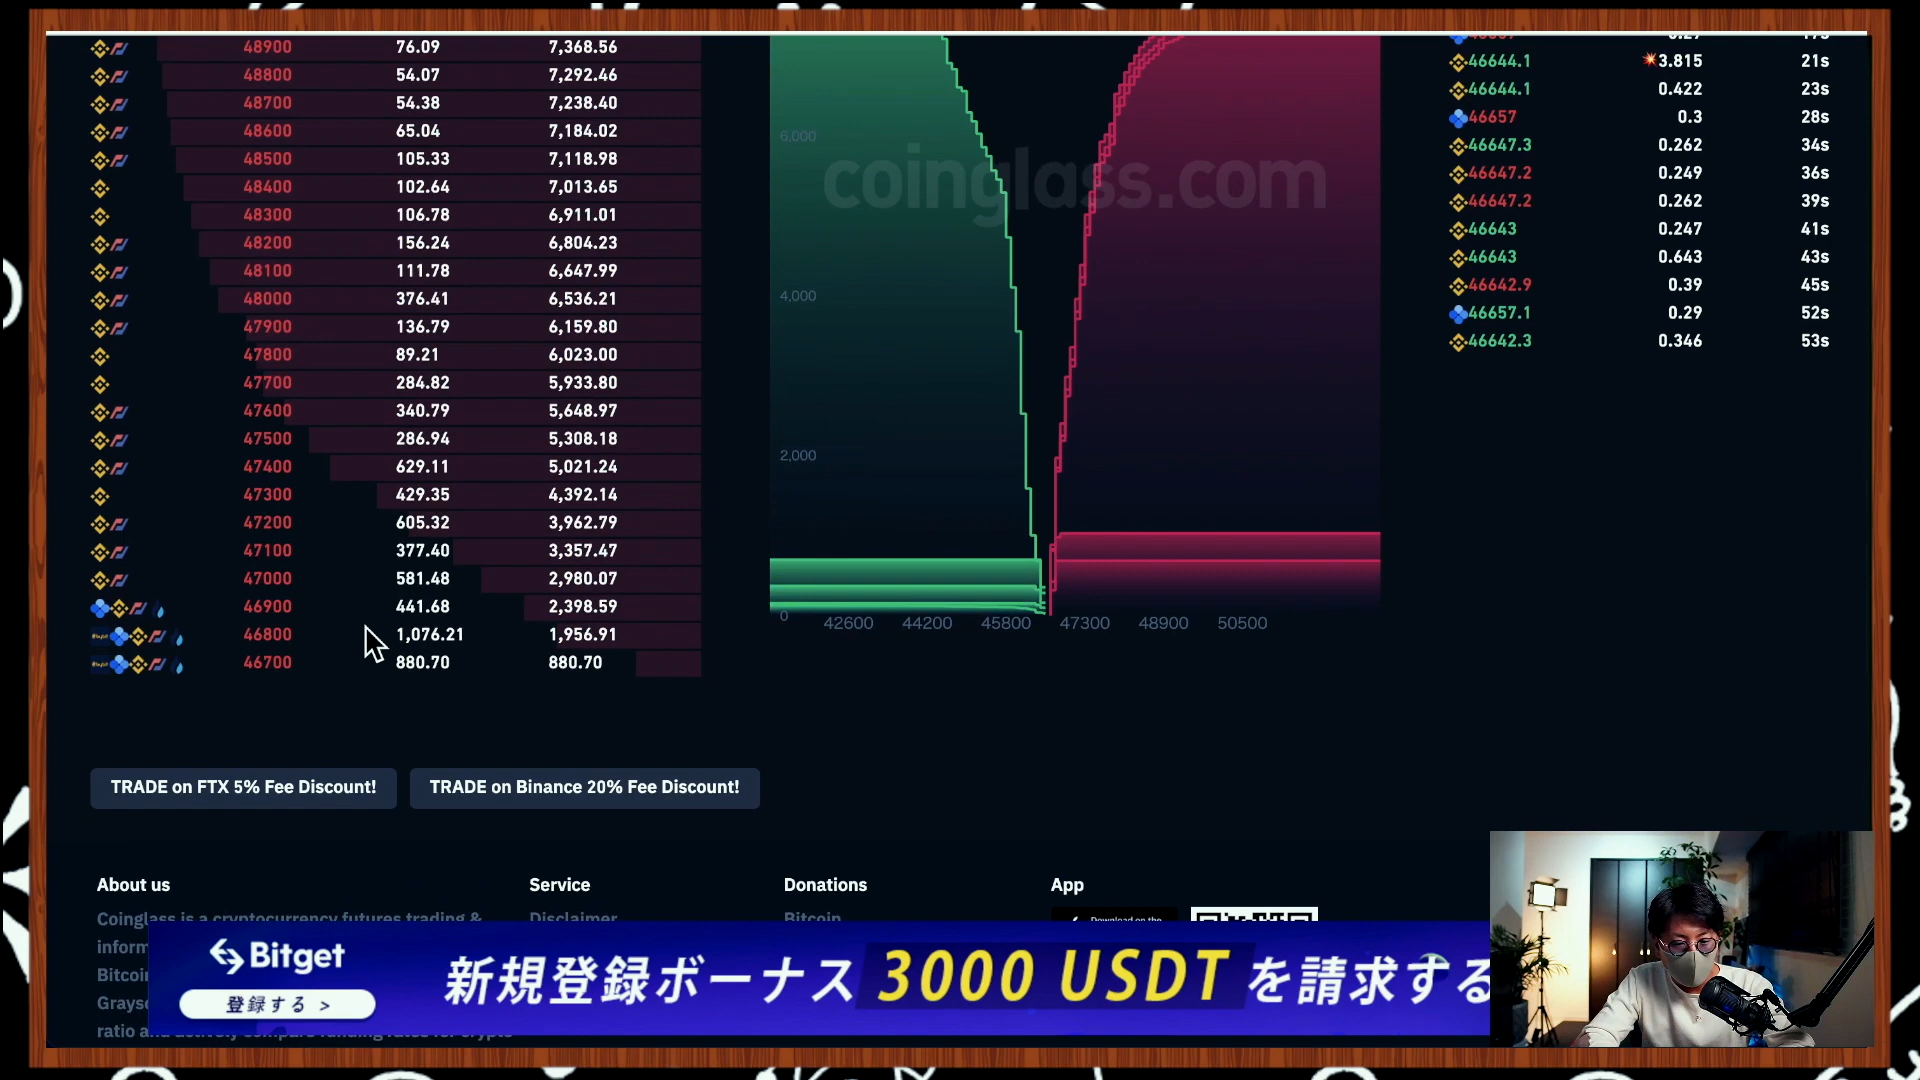 48900 76.09 7,368.56
48800 54.07 7,292.46
48700 54.38 7,238.40
48600 65.04 7,184.02
48500 105.33 7,118.98
48400 102.64 7,013.65
48300 106.78 6,911.01
48200 156.24 6,804.23
48100 111.78 6,647.99
48000 376.41 6,536.21
47900 136.79 6,159.80
47800 89.21 6,023.00
47700 284.82 5,933.80
47600 340.79 5,648.97
47500 286.94 5,308.18
47400 629.11 5,021.24
47300 429.35 4,392.14
47200 605.32 3,962.79
47100 377.40 3,357.47
47000 581.48 2,980.07
46900 441.68 2,398.59
46800 1,076.21 1,956.91
46700 880.70 880.70
6,000
coinglass.com
4,000
2,000
0
42600 44200 45800 47300 48900 50500
46644.1 3.815 21s
46644.1 0.422 23s
46657 0.3 28s
46647.3 0.262 34s
46647.2 0.249 36s
46647.2 0.262 39s
46643 0.247 41s
46643 0.643 43s
46642.9 0.39 45s
46657.1 0.29 52s
46642.3 0.346 53s
TRADE on FTX 5% Fee Discount!
TRADE on Binance 20% Fee Discount!
About us
Coinglass is a cryptocurrency futures trading &
Service
Disclaimer
Donations
Bitcoin
App
Download on the
Bitget
登録する >
新規登録ボーナス 3000 USDT を請求する